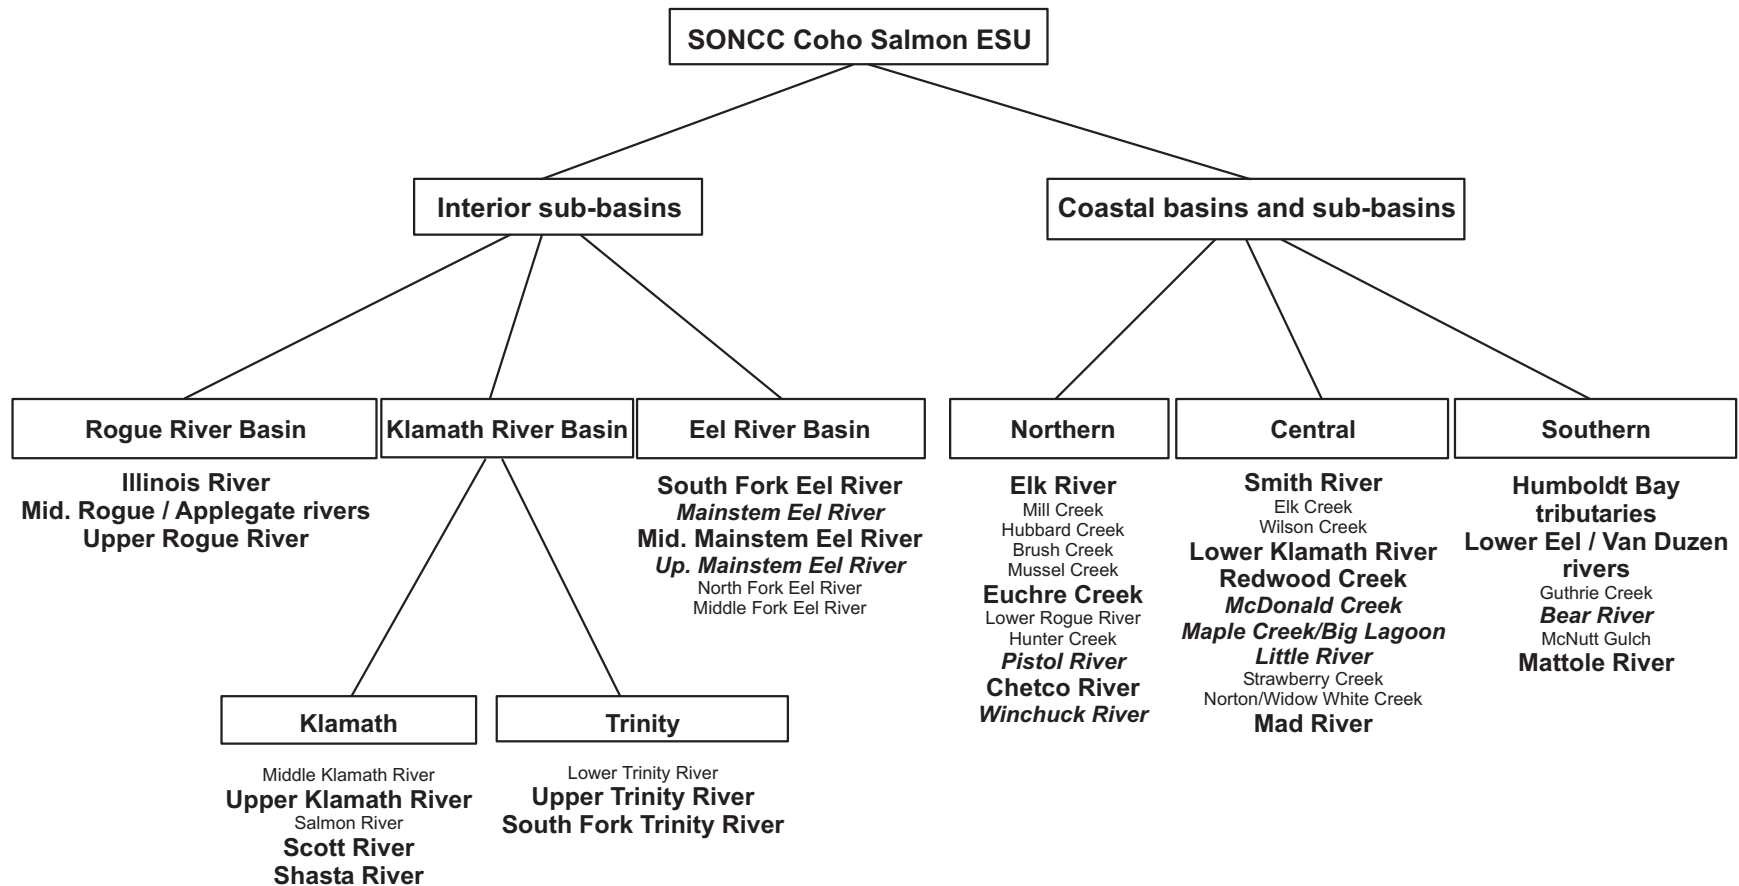 SONCC Coho Salmon ESU
Interior sub-basins
Coastal basins and sub-basins
Rogue River Basin
Illinois River
Mid. Rogue / Applegate rivers
Upper Rogue River
Klamath River Basin
Eel River Basin
South Fork Eel River
Mainstem Eel River
Mid. Mainstem Eel River
Up. Mainstem Eel River
North Fork Eel River
Middle Fork Eel River
Northern
Elk River
Mill Creek
Hubbard Creek
Brush Creek
Mussel Creek
Euchre Creek
Lower Rogue River
Hunter Creek
Pistol River
Chetco River
Winchuck River
Central
Smith River
Elk Creek
Wilson Creek
Lower Klamath River
Redwood Creek
McDonald Creek
Maple Creek/Big Lagoon
Little River
Strawberry Creek
Norton/Widow White Creek
Mad River
Southern
Humboldt Bay
tributaries
Lower Eel / Van Duzen
rivers
Guthrie Creek
Bear River
McNutt Gulch
Mattole River
Klamath
Middle Klamath River
Upper Klamath River
Salmon River
Scott River
Shasta River
Trinity
Lower Trinity River
Upper Trinity River
South Fork Trinity River